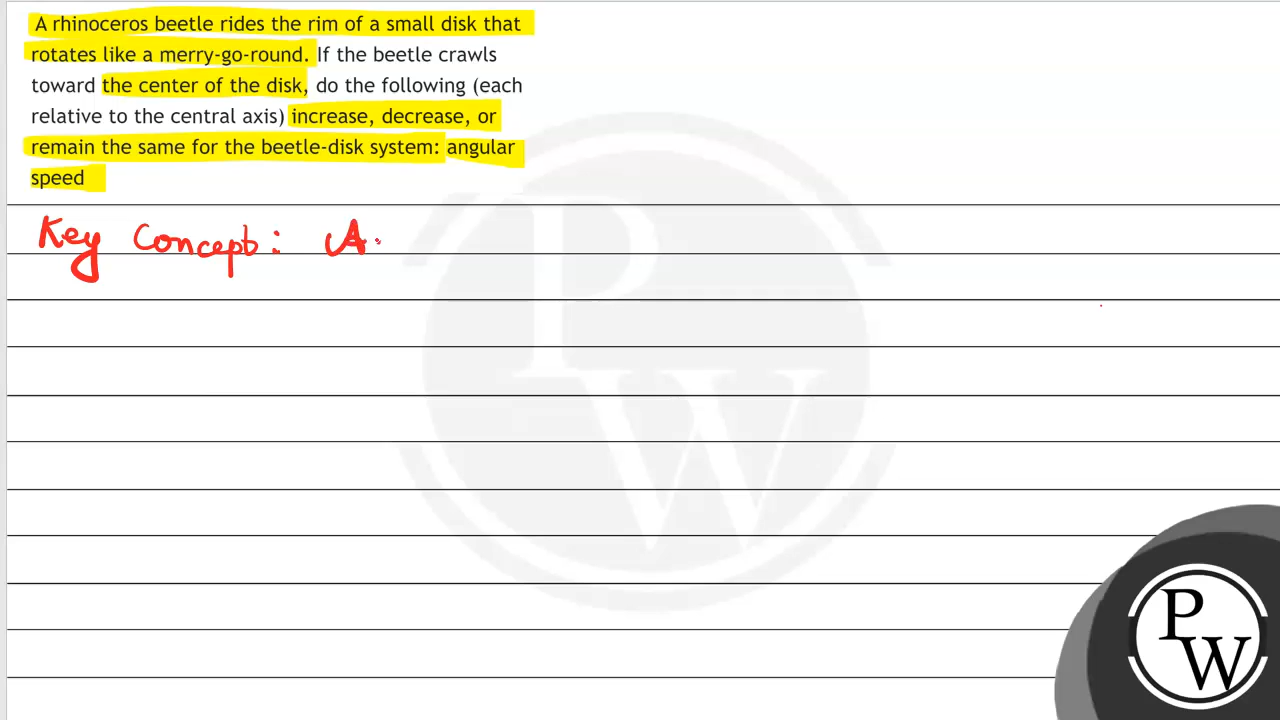 A rhinoceros beetle rides the rim of a small disk that
rotates like a merry-go-round. If the beetle crawls
toward the center of the disk, do the following (each
relative to the central axis) increase, decrease, or
remain the same for the beetle-disk system: angular
speed
Key Concept: A
P
W
P
W